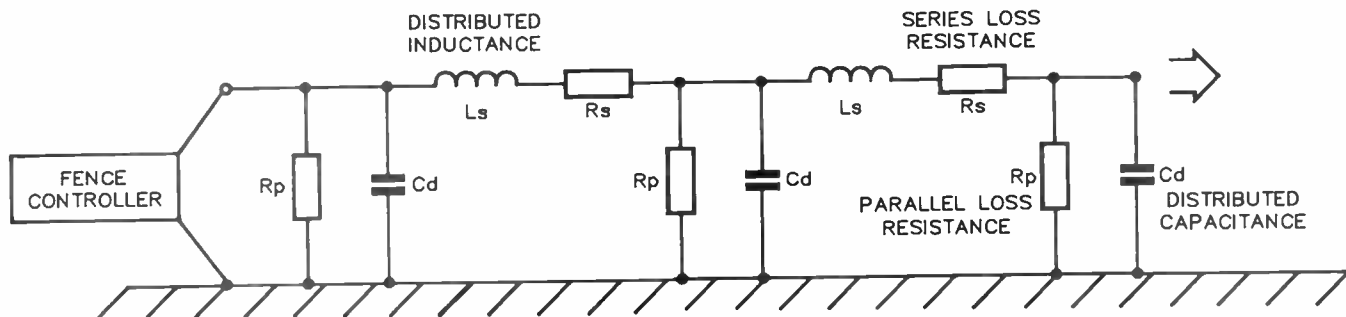 DISTRIBUTED
INDUCTANCE
SERIES LOSS
RESISTANCE
Ls
Rs
Ls
Rs
FENCE
CONTROLLER
Rp
Cd
Rp
Cd
Rp
Cd
PARALLEL LOSS
RESISTANCE
DISTRIBUTED
CAPACITANCE